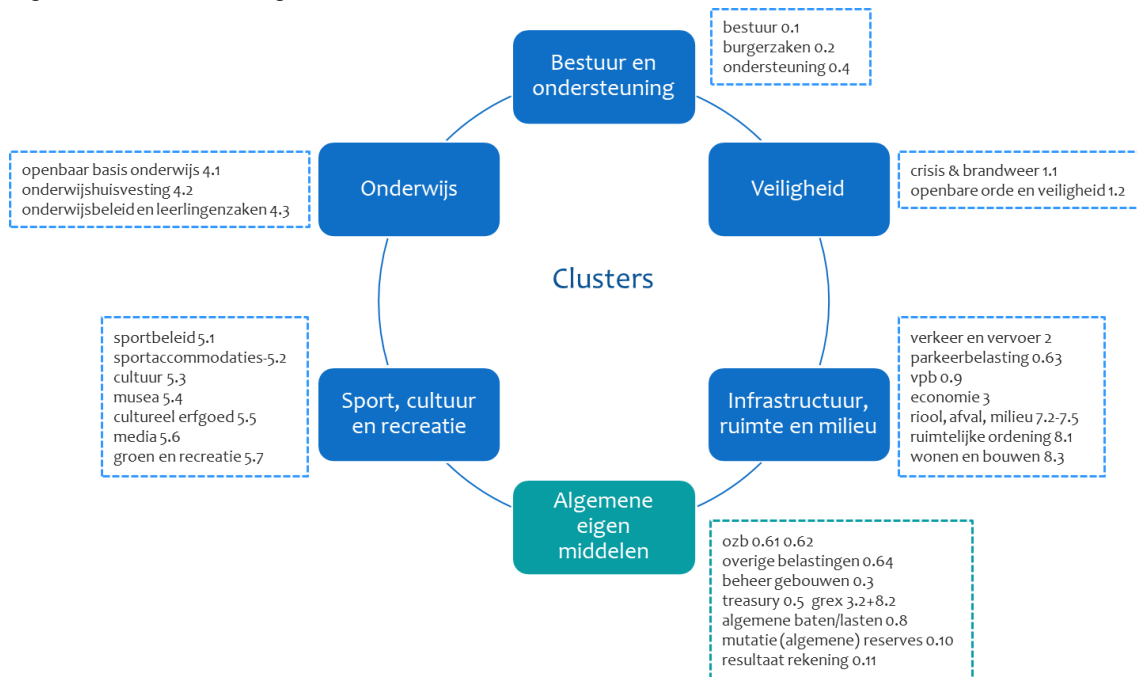 bestuur 0.1
burgerzaken 0.2
ondersteuning 0.4
Bestuur en
ondersteuning
openbaar basis onderwijs 4.1
onderwijshuisvesting 4.2
onderwijsbeleid en leerlingenzaken 4.3
Onderwijs
Veiligheid
crisis & brandweer 1.1
openbare orde en veiligheid 1.2
Clusters
sportbeleid 5.1
sportaccommodaties-5.2
cultuur 5.3
musea 5.4
cultureel erfgoed 5.5
media 5.6
groen en recreatie 5.7
Sport, cultuur
en recreatie
Infrastructuur,
ruimte en milieu
verkeer en vervoer 2
parkeerbelasting 0.63
vpb 0.9
economie 3
riool, afval, milieu 7.2-7.5
ruimtelijke ordening 8.1
wonen en bouwen 8.3
Algemene
eigen
middelen
ozb 0.61 0.62
overige belastingen 0.64
beheer gebouwen 0.3
treasury 0.5 grex 3.2+8.2
algemene baten/lasten 0.8
mutatie (algemene) reserves 0.10
resultaat rekening 0.11